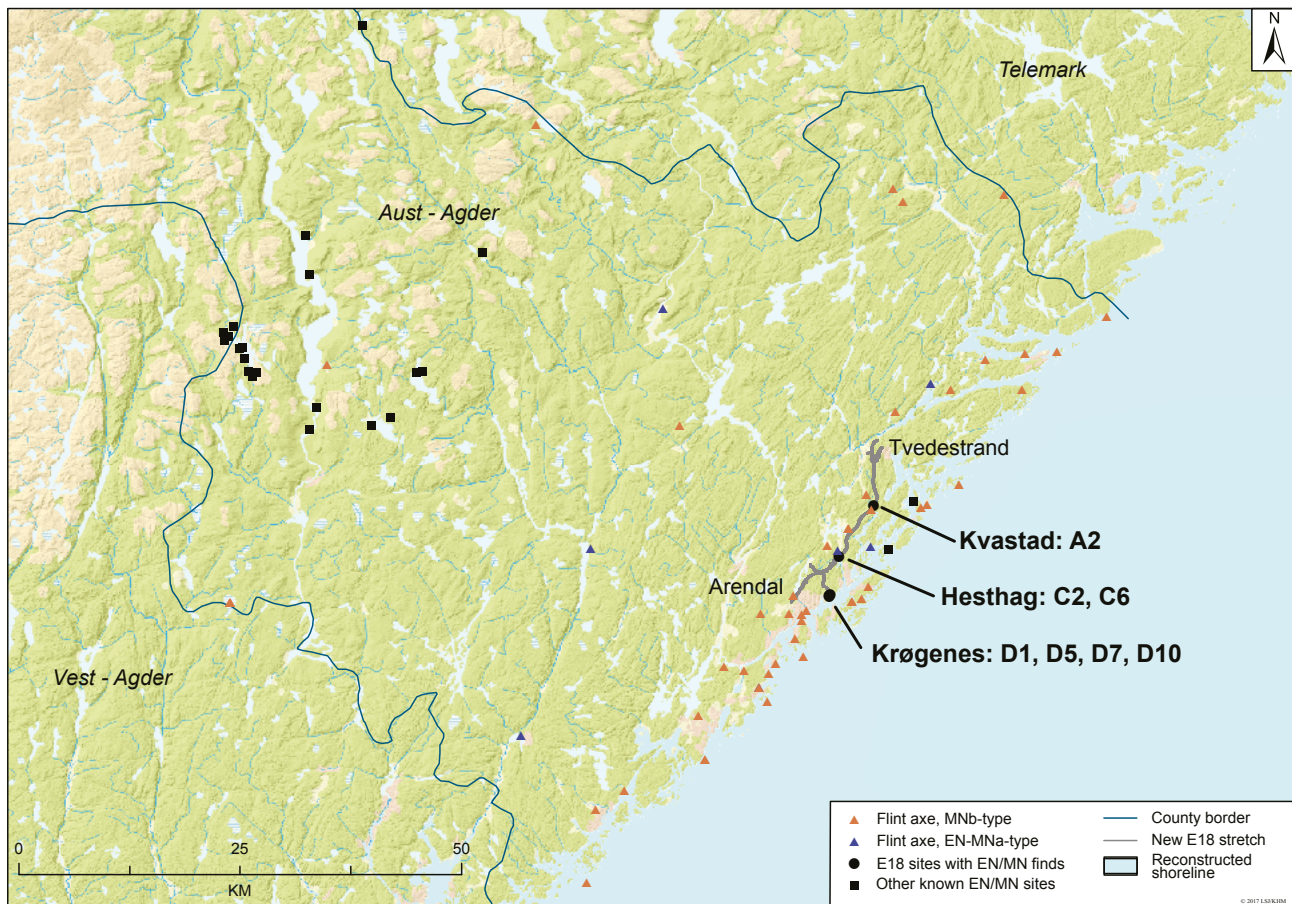 N
Telemark
Aust - Agder
Tvedestrand
Kvastad: A2
Arendal
Hesthag: C2, C6
Krøgenes: D1, D5, D7, D10
Vest - Agder
0 25 50
KM
Flint axe, MNb-type
Flint axe, EN-MNa-type
E18 sites with EN/MN finds
Other known EN/MN sites
County border
New E18 stretch
Reconstructed
shoreline
© 2017 LSJ/KHM